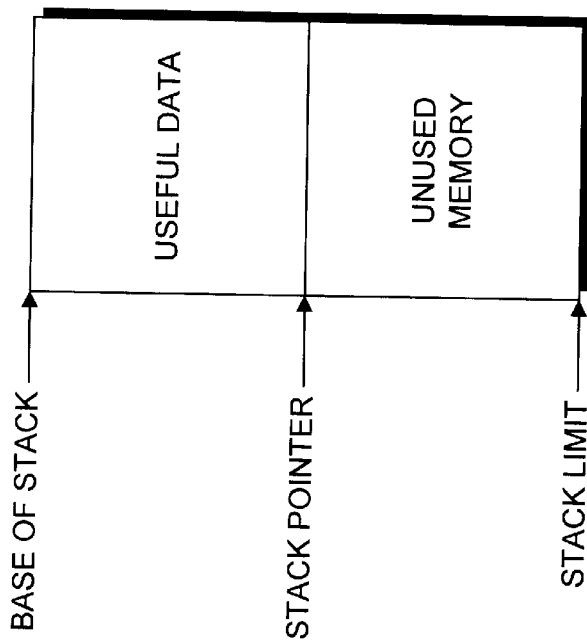 BASE OF STACK
USEFUL DATA
STACK POINTER
UNUSED
MEMORY
STACK LIMIT